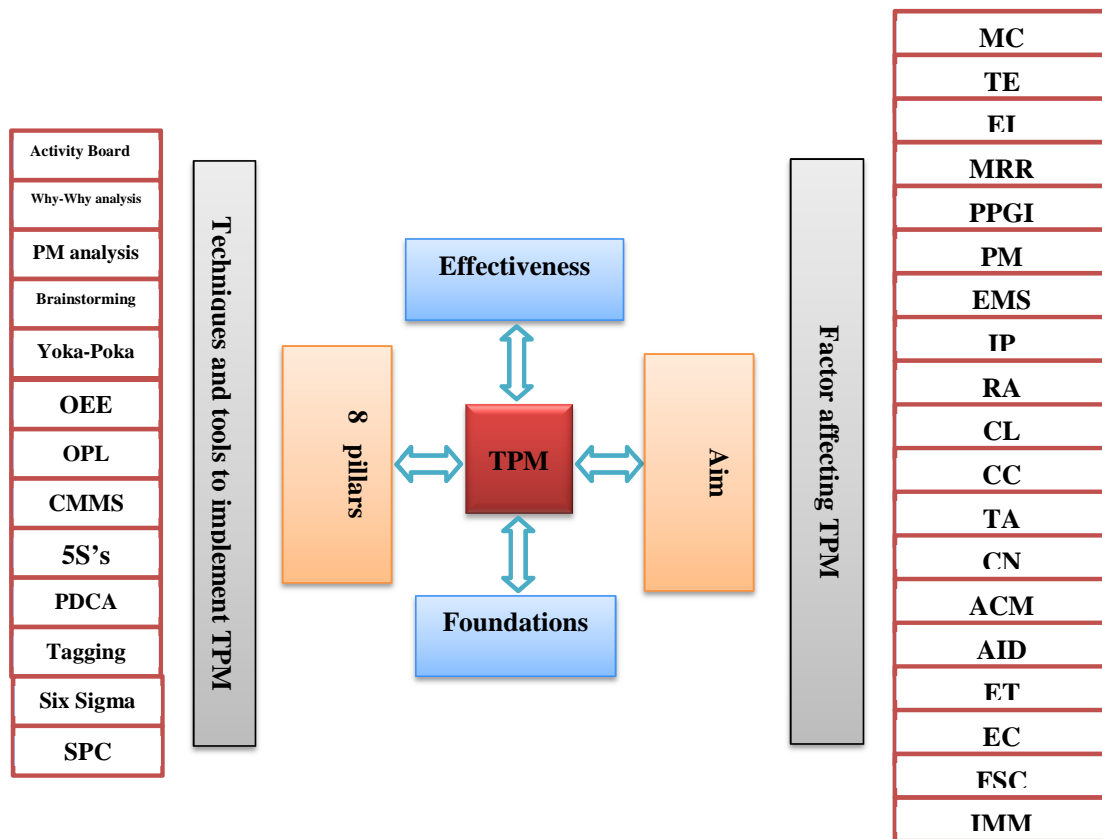 Activity Board
Why-Why analysis
PM analysis
Brainstorming
Yoka-Poka
OEE
OPL
CMMS
5S's
PDCA
Tagging
Six Sigma
SPC
Techniques and tools to implement TPM
8 pillars
Effectiveness
TPM
Foundations
Aim
Factor affecting TPM
MC
TE
EI
MRR
PPGI
PM
EMS
IP
RA
CL
CC
TA
CN
ACM
AID
ET
EC
IMM